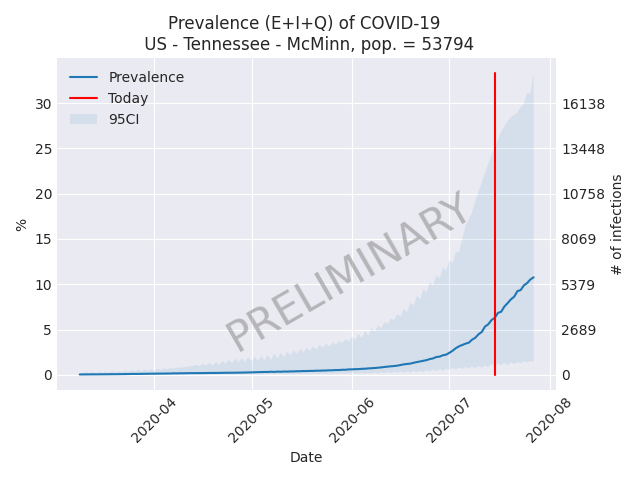 Prevalence (E+I+Q) of COVID-19
US - Tennessee - McMinn, pop. = 53794
Prevalence
Today
95CI
30
25
20
15
10
5
0
%
16138
13448
10758
8069
5379
2689
0
# of infections
PRELIMINARY
2020-04
2020-05
2020-06
2020-07
2020-08
Date